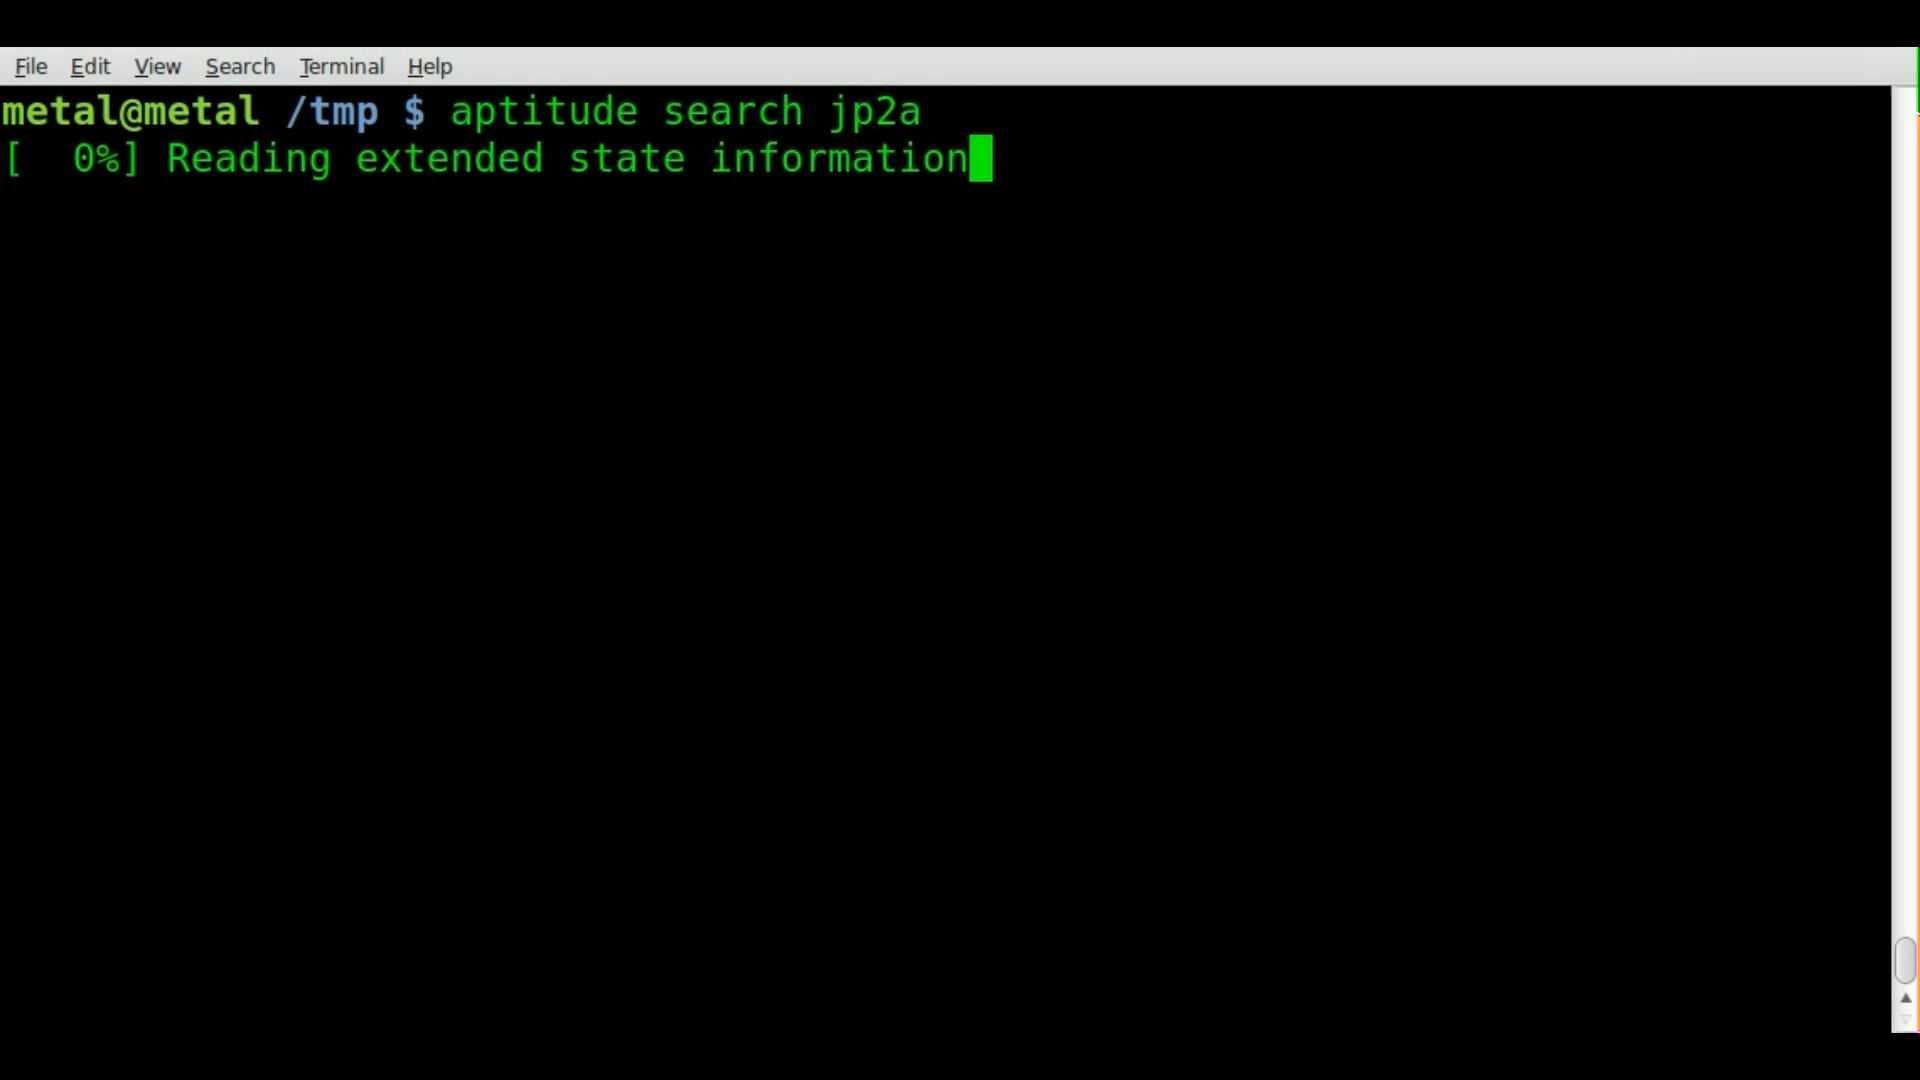 File Edit View Search Terminal Help
metal@metal /tmp $ aptitude search jp2a
[  0%] Reading extended state information